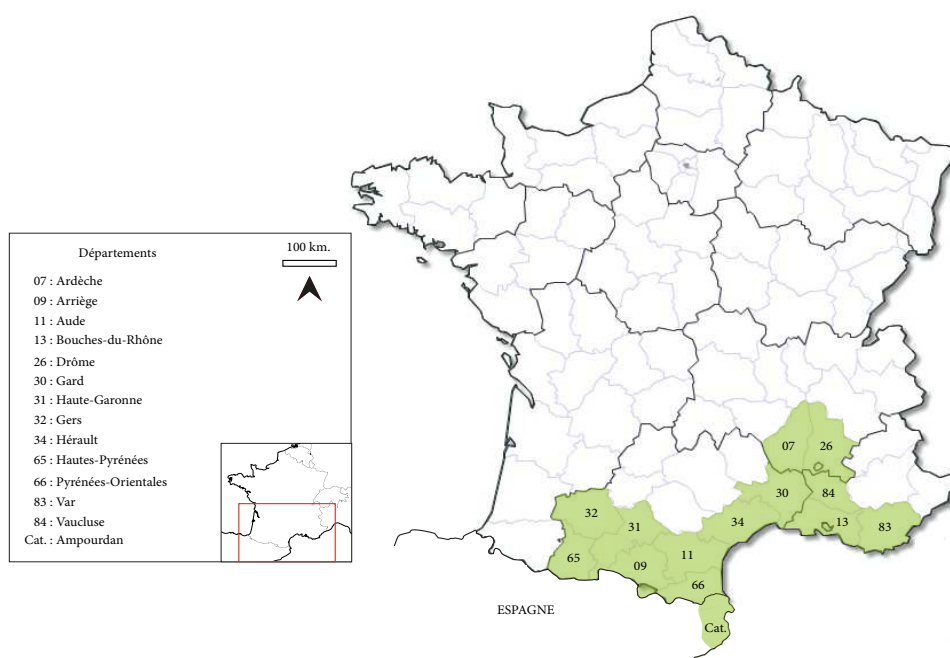 Départements
100 km.
07 : Ardèche
09 : Arriège
11 : Aude
13 : Bouches-du-Rhône
26 : Drôme
30 : Gard
31 : Haute-Garonne
32 : Gers
34 : Hérault
65 : Hautes-Pyrénées
66 : Pyrénées-Orientales
83 : Var
84 : Vaucluse
Cat. : Ampourdan
07
26
30
84
32
31
34
13
83
65
09
11
66
ESPAGNE
Cat.